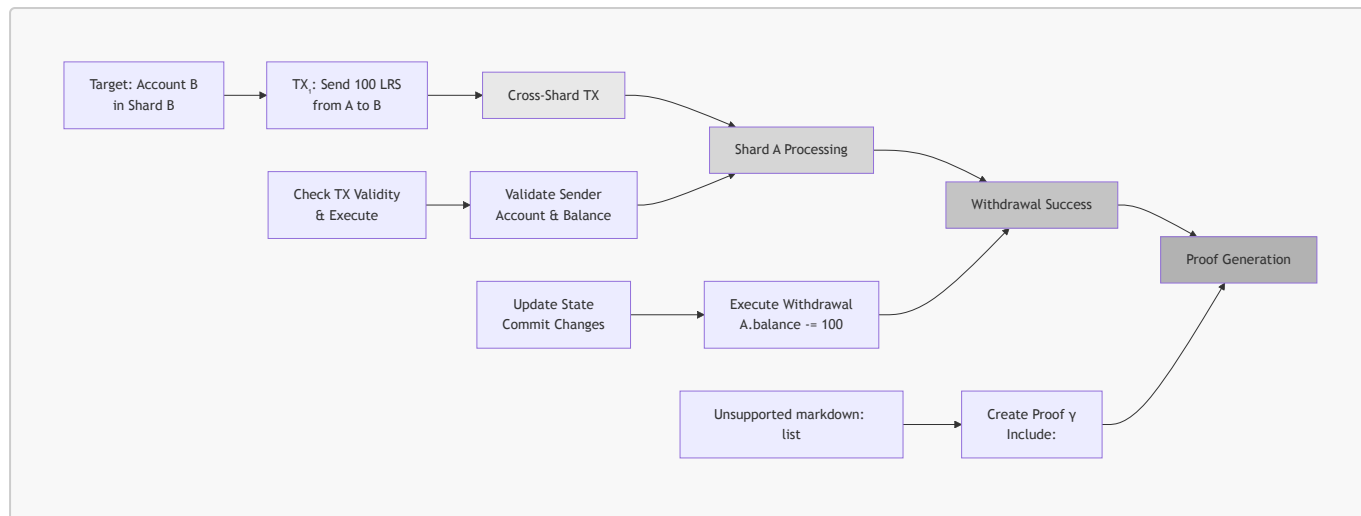 Target: Account B
in Shard B
TX₁: Send 100 LRS
from A to B
Cross-Shard TX
Shard A Processing
Check TX Validity
& Execute
Validate Sender
Account & Balance
Withdrawal Success
Proof Generation
Update State
Commit Changes
Execute Withdrawal
A.balance -= 100
Unsupported markdown:
list
Create Proof γ
Include: